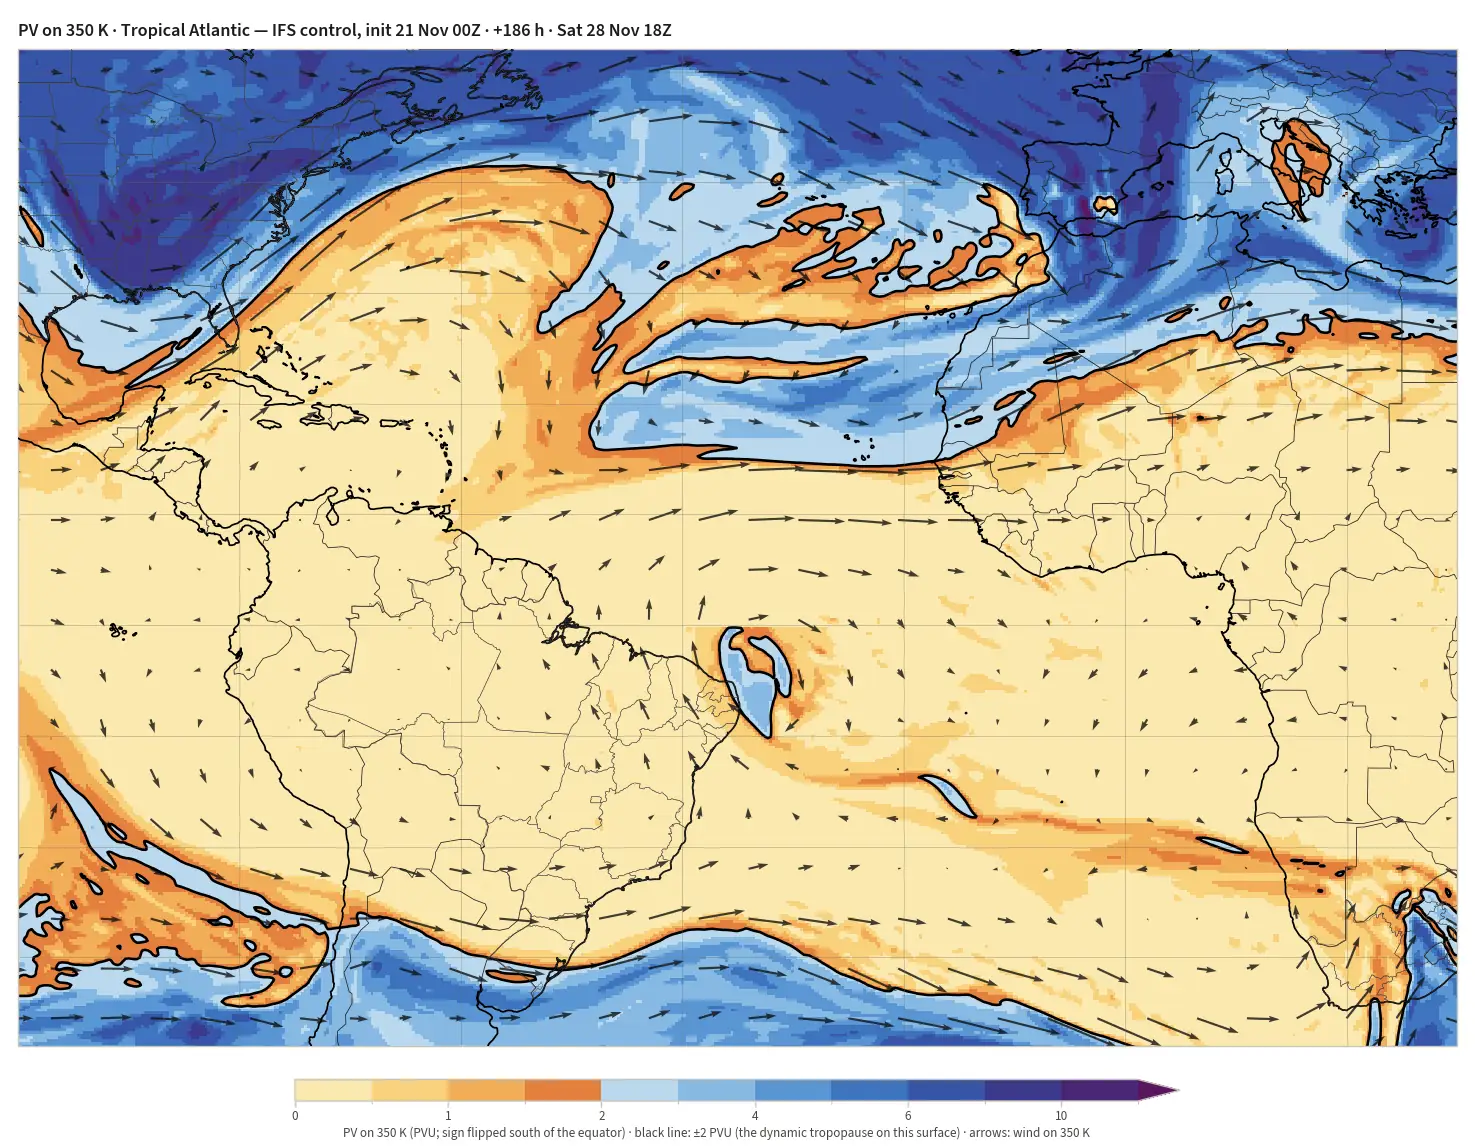 PV on 350 K · Tropical Atlantic — IFS control, init 21 Nov 00Z · +186 h · Sat 28 Nov 18Z
0 1 2 4 6 10
PV on 350 K (PVU; sign flipped south of the equator) · black line: ±2 PVU (the dynamic tropopause on this surface) · arrows: wind on 350 K